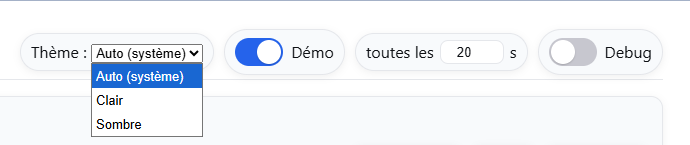 Thème : Auto (système) Démo toutes les 20 s Debug
Auto (système)
Clair
Sombre